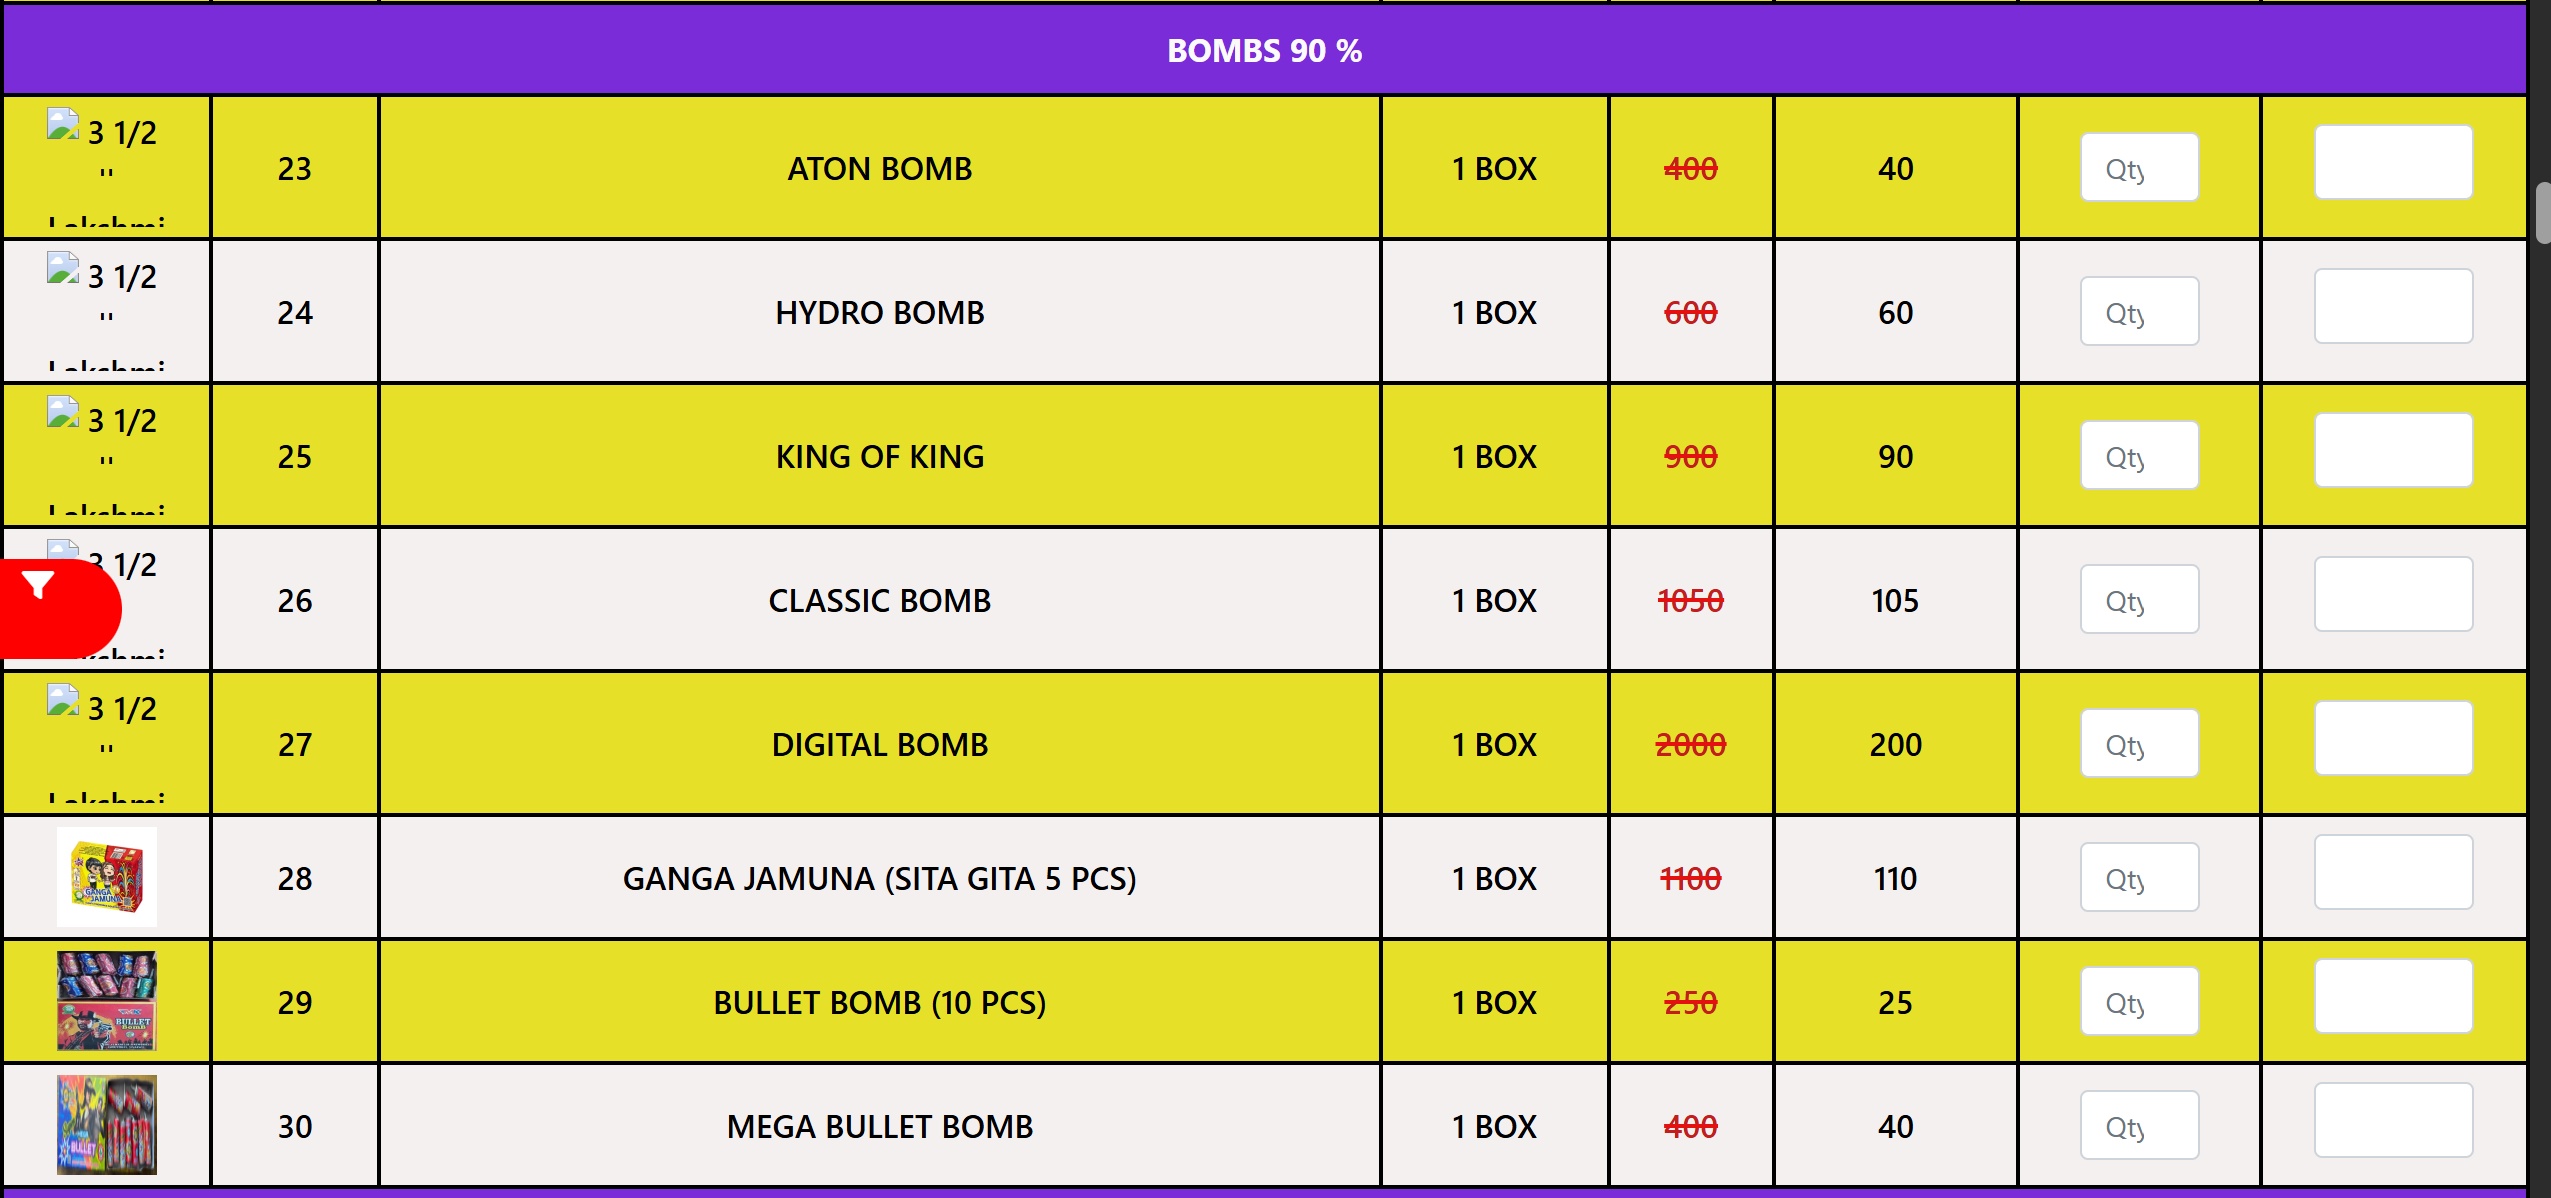 BOMBS 90 %
3 1/2 " Lakshmi 23 ATON BOMB 1 BOX 400 40 Qty
3 1/2 " Lakshmi 24 HYDRO BOMB 1 BOX 600 60 Qty
3 1/2 " Lakshmi 25 KING OF KING 1 BOX 900 90 Qty
3 1/2 26 CLASSIC BOMB 1 BOX 1050 105 Qty
3 1/2 " Lakshmi 27 DIGITAL BOMB 1 BOX 2000 200 Qty
GANGA JAMUNA 28 GANGA JAMUNA (SITA GITA 5 PCS) 1 BOX 1100 110 Qty
BULLET BomB 29 BULLET BOMB (10 PCS) 1 BOX 250 25 Qty
BULLET 30 MEGA BULLET BOMB 1 BOX 400 40 Qty